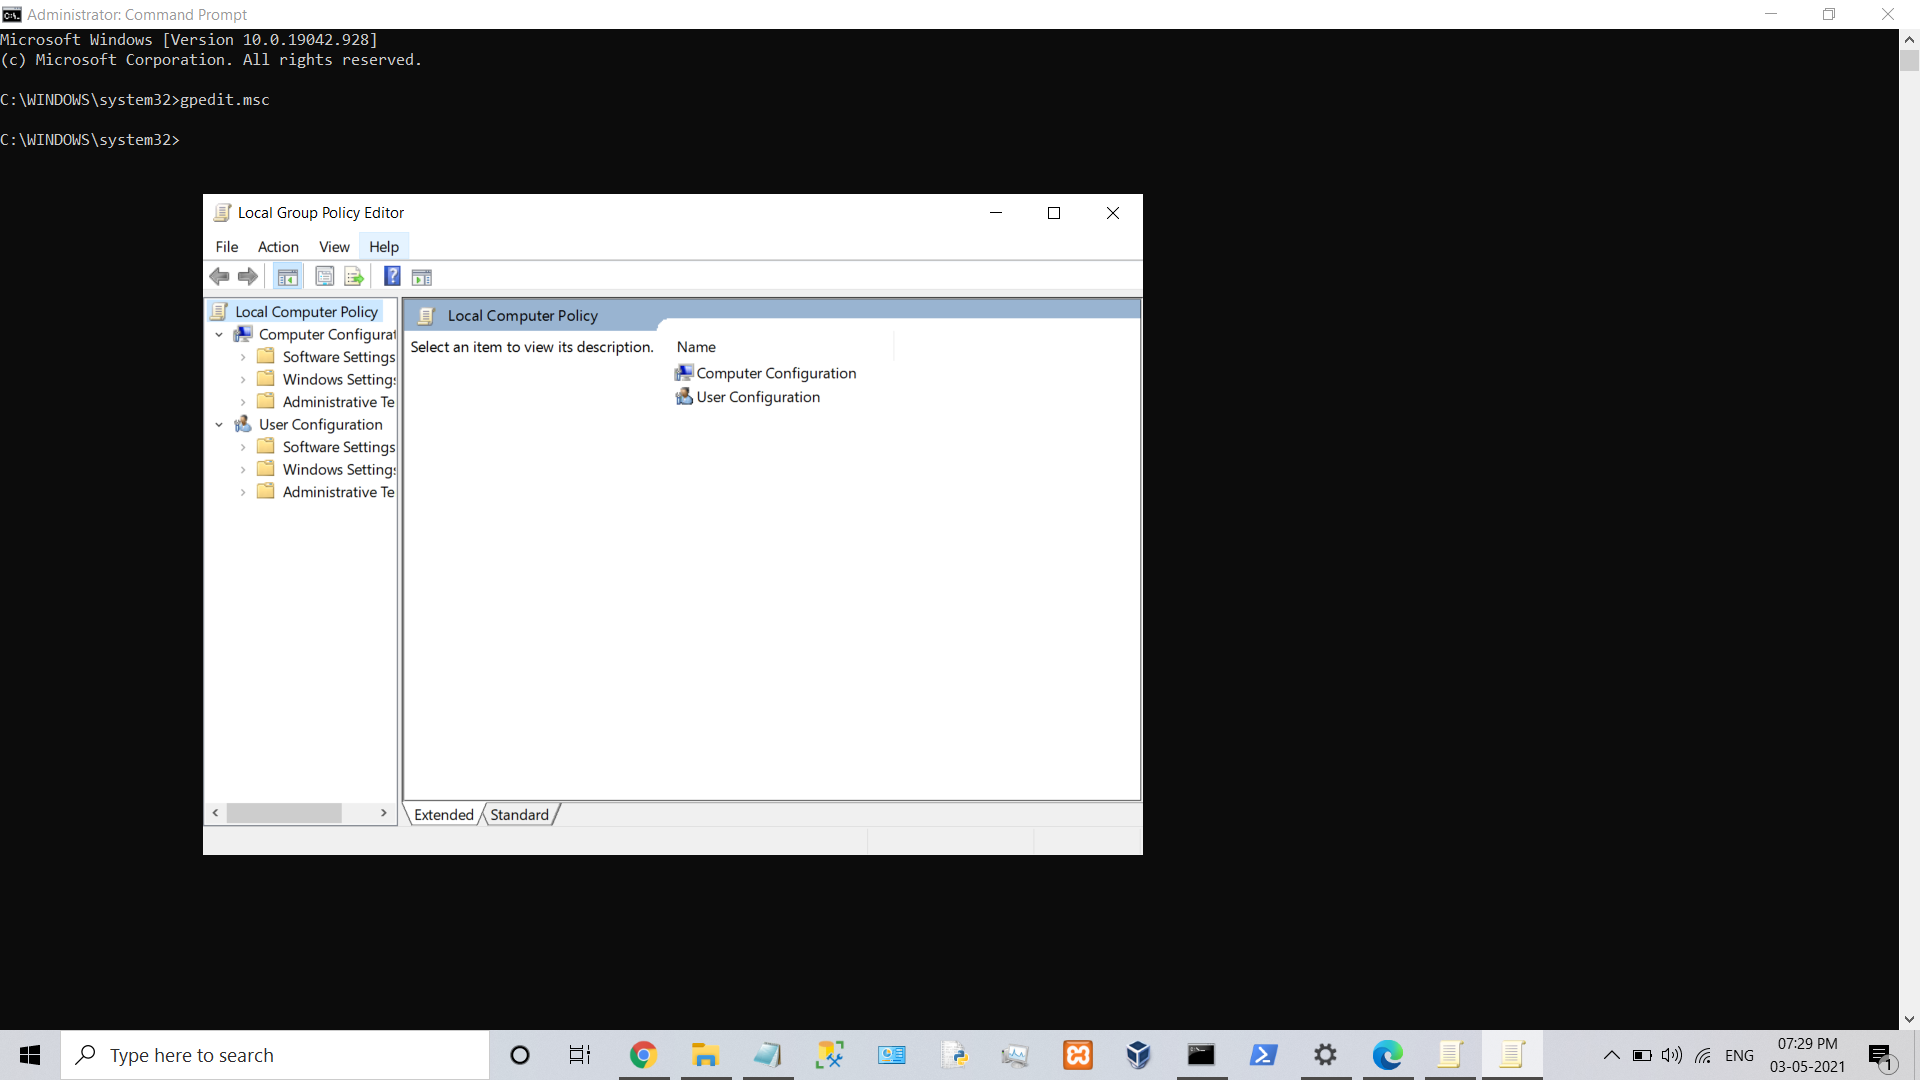 Administrator: Command Prompt
Microsoft Windows [Version 10.0.19042.928]
(c) Microsoft Corporation. All rights reserved.
C:\WINDOWS\system32>gpedit.msc
C:\WINDOWS\system32>
Local Group Policy Editor
File Action View Help
Local Computer Policy
Computer Configurat
Software Settings
Windows Settings
Administrative Te
User Configuration
Software Settings
Windows Settings
Administrative Te
Local Computer Policy
Select an item to view its description.
Name
Computer Configuration
User Configuration
Extended Standard
Type here to search
ENG
07:29 PM
03-05-2021
1